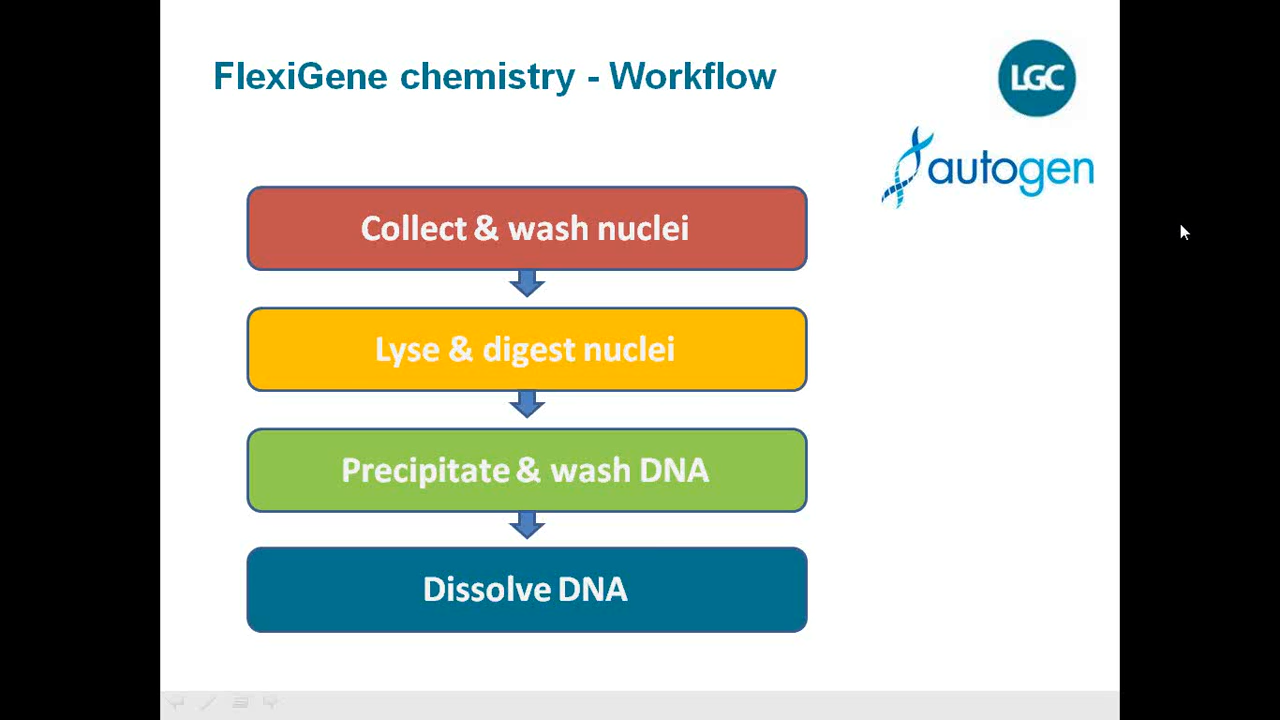 FlexiGene chemistry - Workflow
LGC
autogen
Collect & wash nuclei
Lyse & digest nuclei
Precipitate & wash DNA
Dissolve DNA